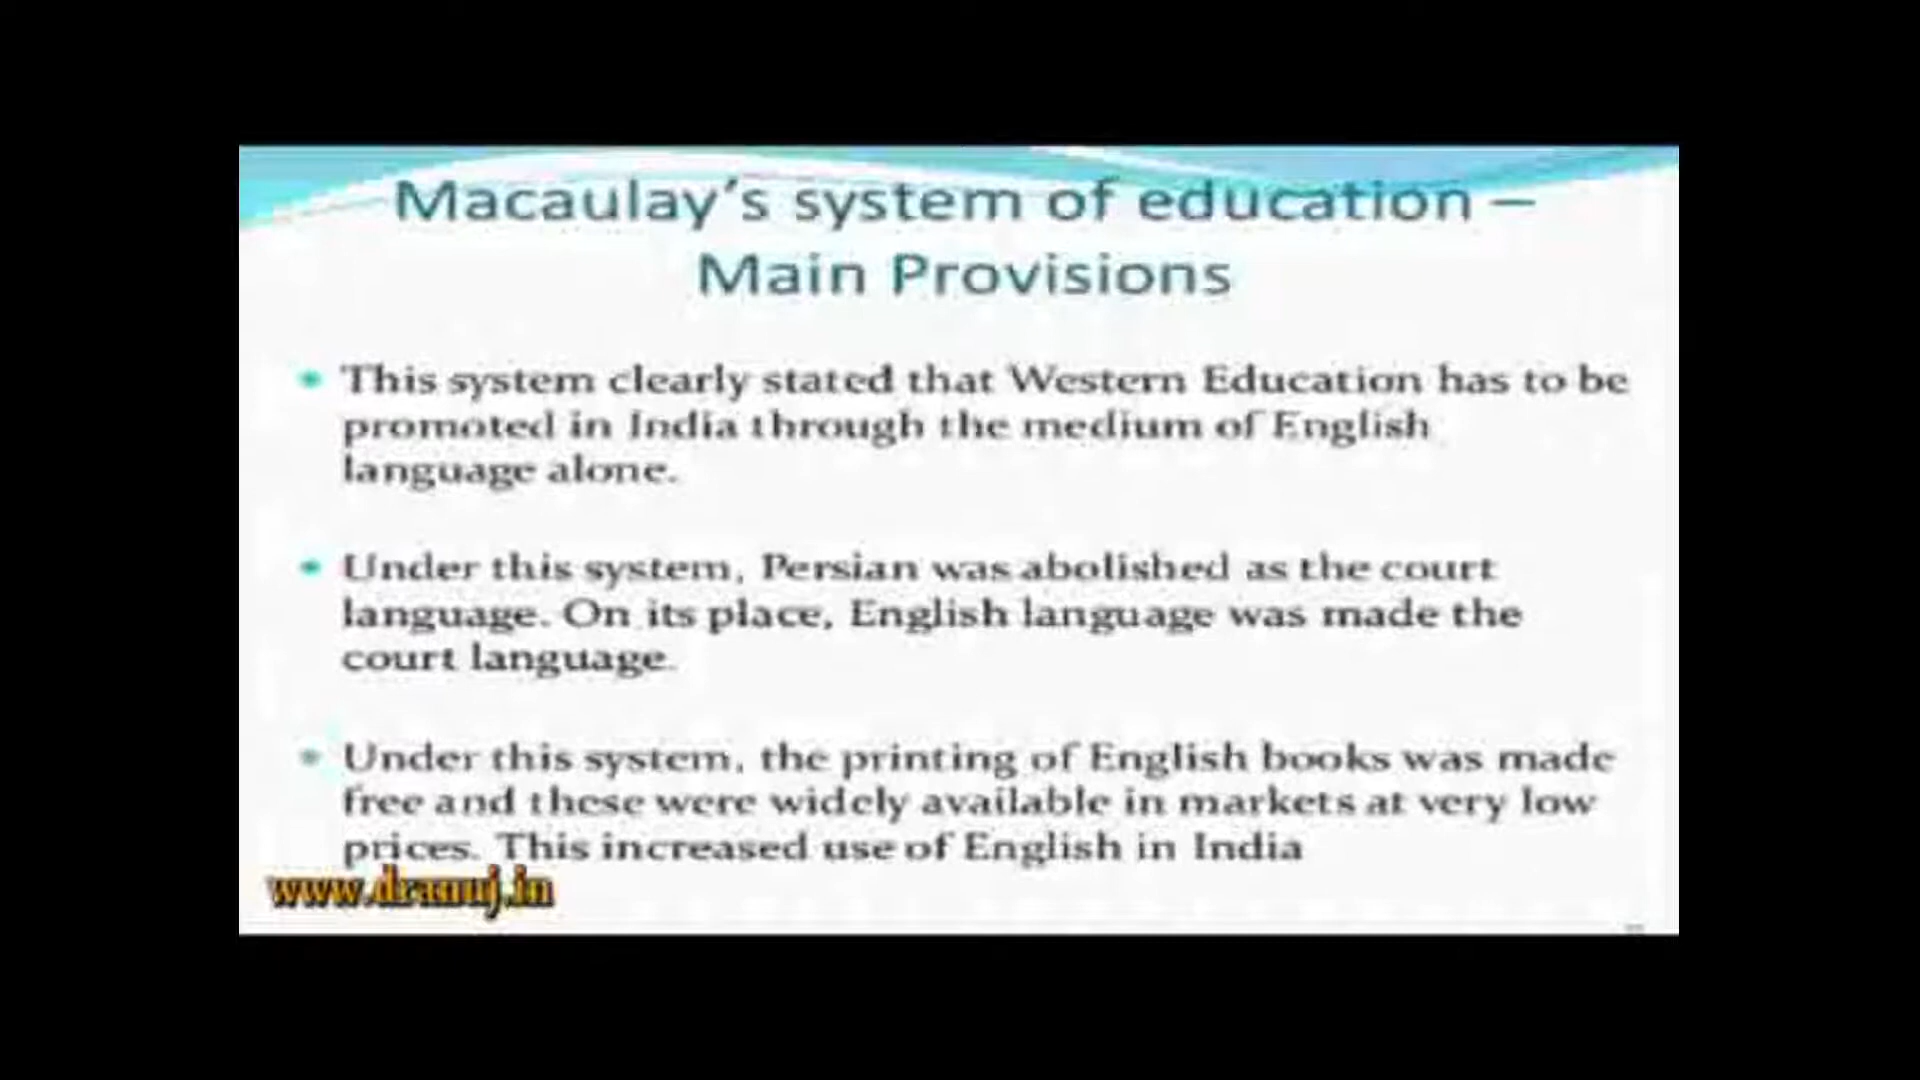 Macaulay's system of education –
Main Provisions
This system clearly stated that Western Education has to be
promoted in India through the medium of English
language alone.
Under this system, Persian was abolished as the court
language. On its place, English language was made the
court language.
Under this system, the printing of English books was made
free and these were widely available in markets at very low
prices. This increased use of English in India
www.dranuj.in